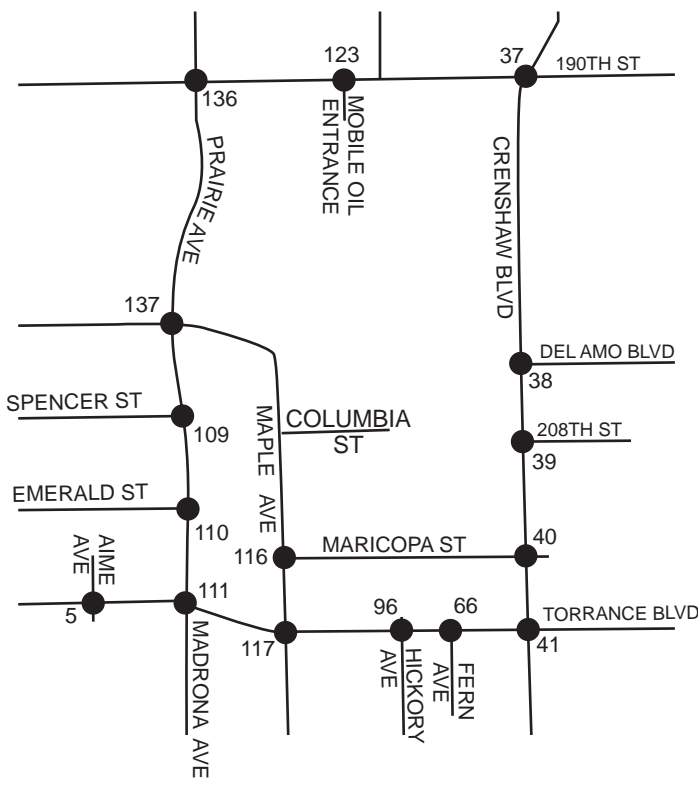 123
37
190TH ST
136
MOBILE OIL
ENTRANCE
PRAIRIE AVE
CRENSHAW BLVD
137
DEL AMO BLVD
38
SPENCER ST
109
MAPLE AVE
COLUMBIA
ST
208TH ST
39
EMERALD ST
110
AIME
AVE
116
MARICOPA ST
40
5
111
96
66
TORRANCE BLVD
117
41
MADRONA AVE
HICKORY
AVE
FERN
AVE